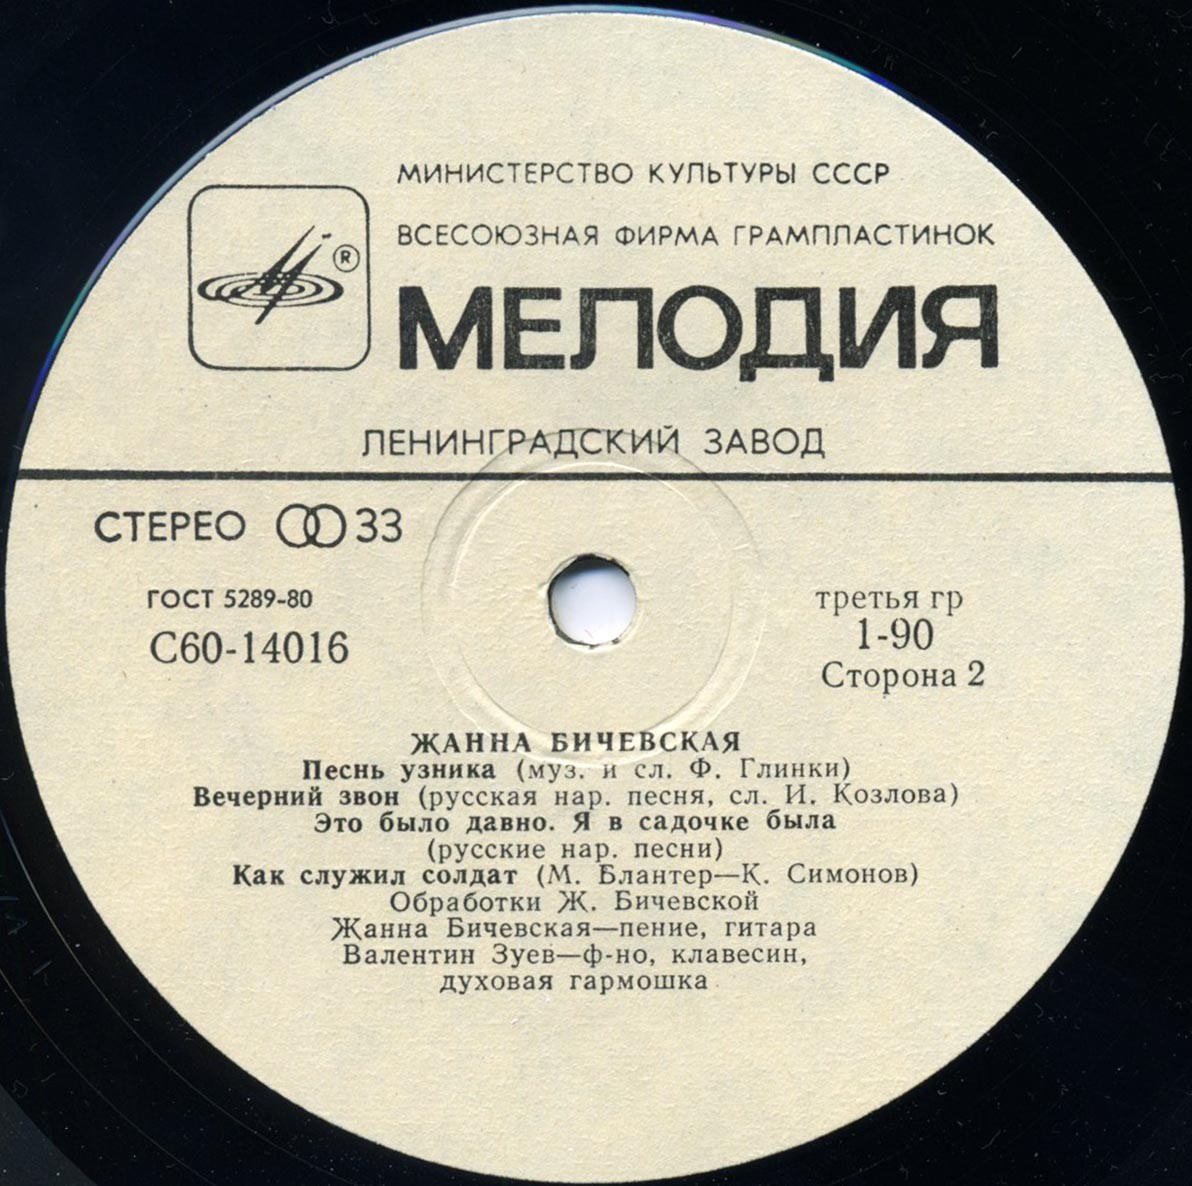 МИНИСТЕРСТВО КУЛЬТУРЫ СССР
ВСЕСОЮЗНАЯ ФИРМА ГРАМПЛАСТИНОК
®
МЕЛОДИЯ
ЛЕНИНГРАДСКИЙ ЗАВОД
СТЕРЕО 33
ГОСТ 5289-80
С60-14016
третья гр
1-90
Сторона 2
ЖАННА БИЧЕВСКАЯ
Песнь узника (муз. и сл. Ф. Глинки)
Вечерний звон (русская нар. песня, сл. И. Козлова)
Это было давно. Я в садочке была
(русские нар. песни)
Как служил солдат (М. Блантер—К. Симонов)
Обработки Ж. Бичевской
Жанна Бичевская—пение, гитара
Валентин Зуев—ф-но, клавесин,
духовая гармошка